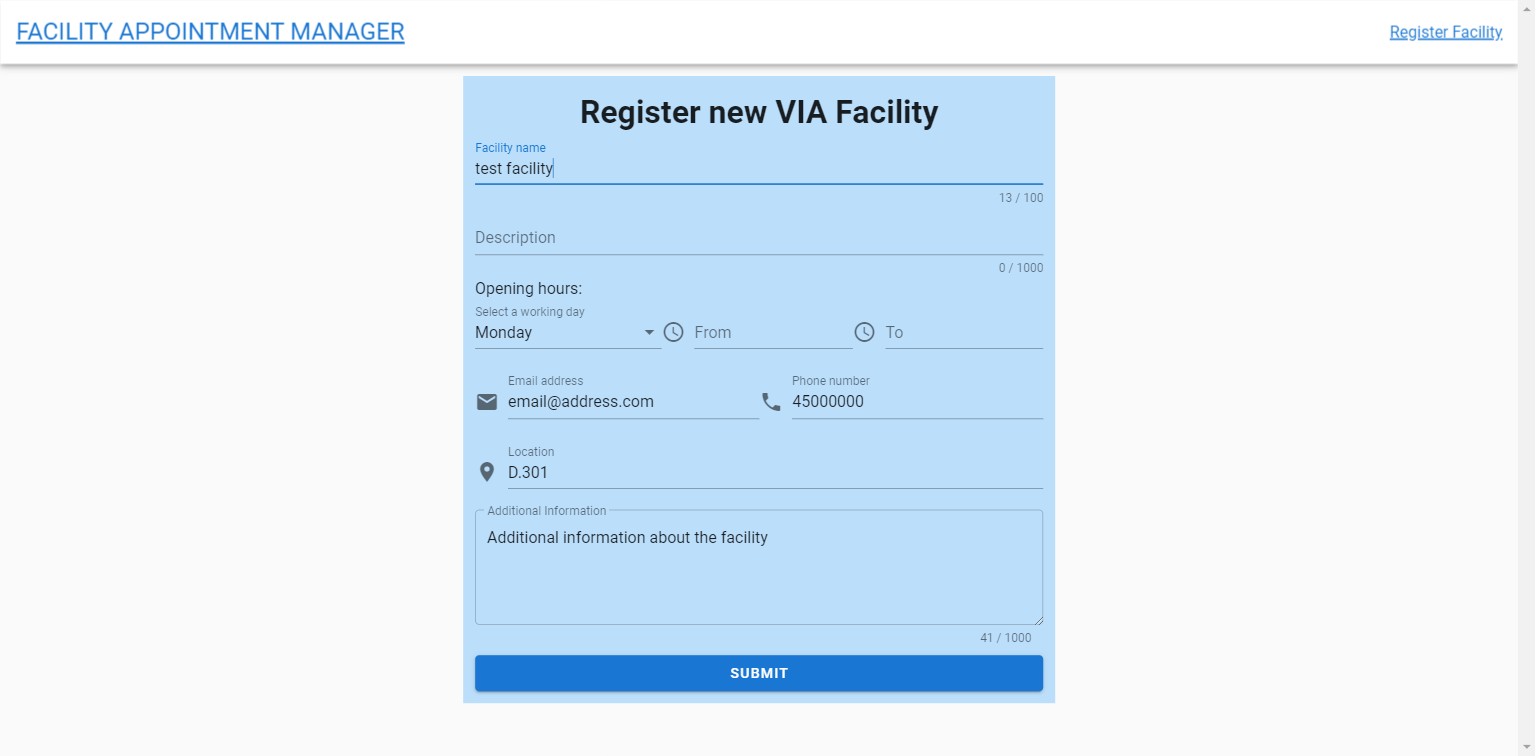 FACILITY APPOINTMENT MANAGER Register Facility
Register new VIA Facility
Facility name
test facility
13 / 100
Description
0 / 1000
Opening hours:
Select a working day
Monday From To
Email address Phone number
email@address.com 45000000
Location
D.301
Additional Information
Additional information about the facility
41 / 1000
SUBMIT